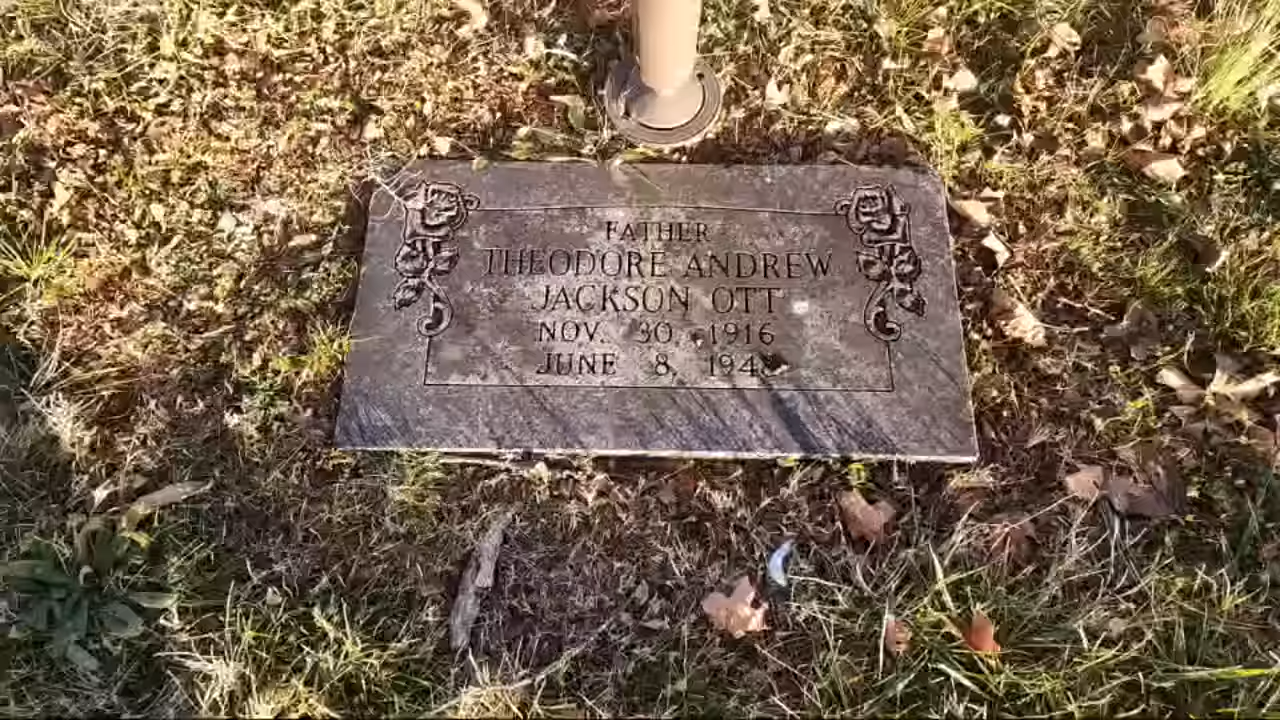 FATHER
THEODORE ANDREW
JACKSON OTT
NOV. 30, 1916
JUNE 8,